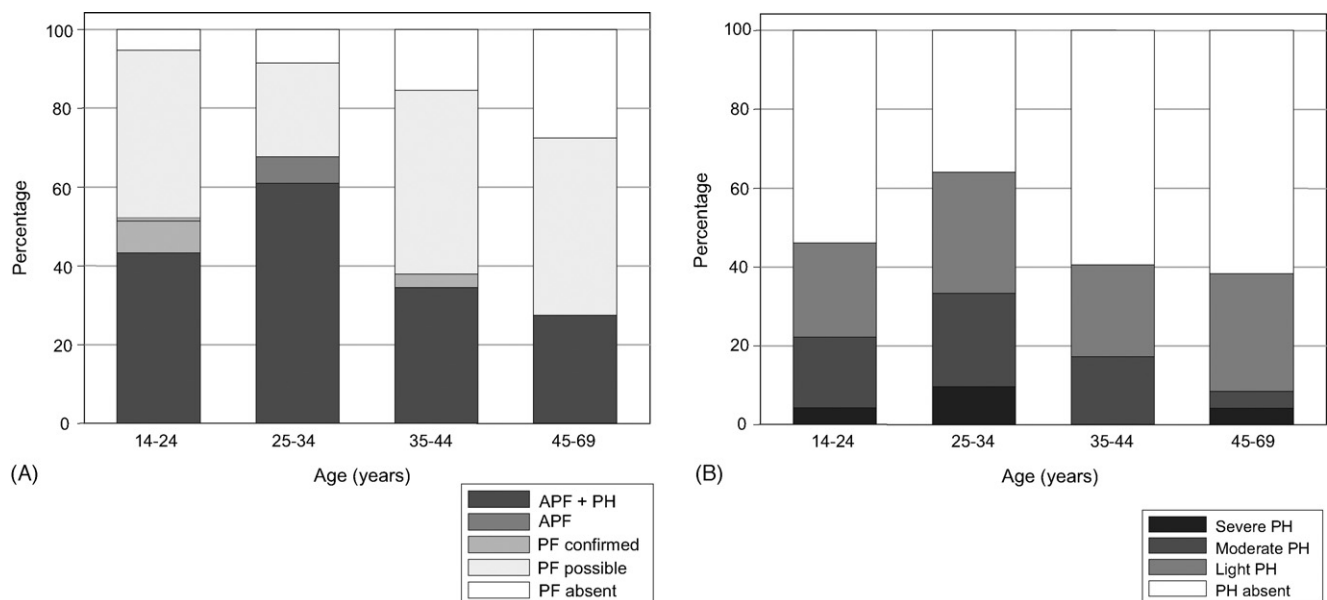 100
80
60
40
20
0
Percentage
14-24
25-34
35-44
45-69
Age (years)
(A)
APF + PH
APF
PF confirmed
PF possible
PF absent
100
80
60
40
20
0
Percentage
14-24
25-34
35-44
45-69
Age (years)
(B)
Severe PH
Moderate PH
Light PH
PH absent